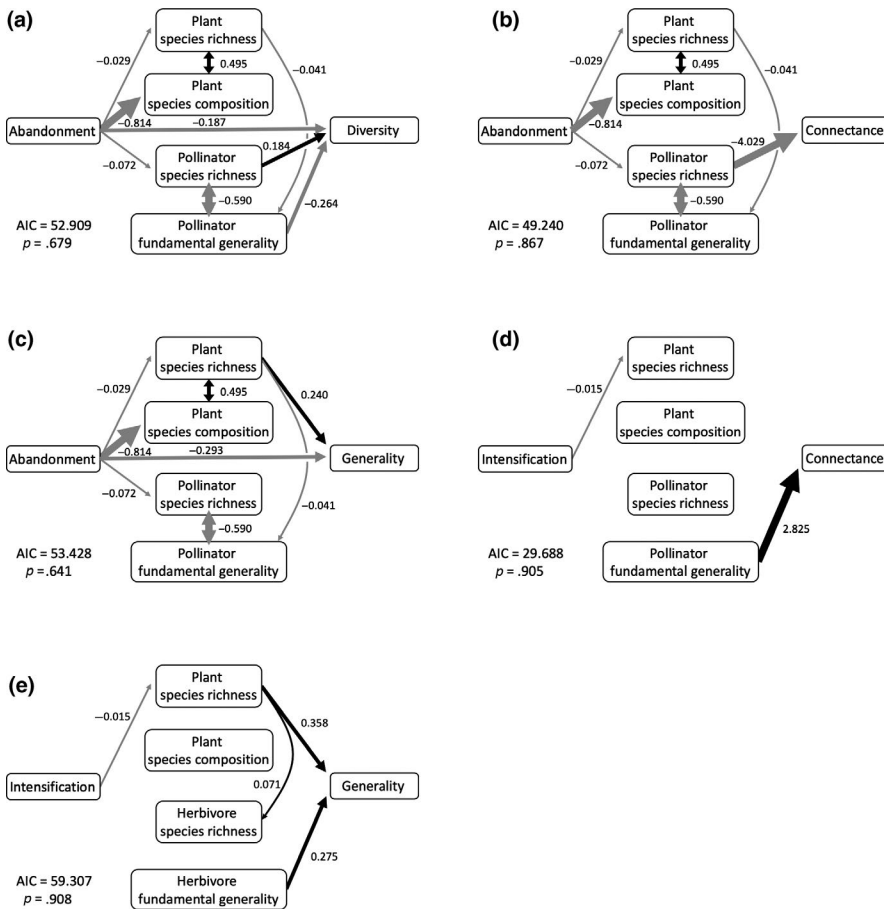 (a)
Plant
species richness
−0.029
−0.041
0.495
Plant
species composition
Abandonment
−0.814
−0.187
Diversity
−0.072
Pollinator
species richness
0.184
−0.590
−0.264
Pollinator
fundamental generality
AIC = 52.909
p = .679
(b)
Plant
species richness
−0.029
−0.041
0.495
Plant
species composition
Abandonment
−0.814
Connectance
−0.072
Pollinator
species richness
−4.029
−0.590
Pollinator
fundamental generality
AIC = 49.240
p = .867
(c)
Plant
species richness
−0.029
0.240
0.495
Plant
species composition
Abandonment
−0.814
−0.293
Generality
−0.072
Pollinator
species richness
−0.041
−0.590
Pollinator
fundamental generality
AIC = 53.428
p = .641
(d)
Plant
species richness
−0.015
Plant
species composition
Intensification
Connectance
Pollinator
species richness
2.825
Pollinator
fundamental generality
AIC = 29.688
p = .905
(e)
Plant
species richness
−0.015
0.358
Plant
species composition
Intensification
0.071
Generality
Herbivore
species richness
0.275
Herbivore
fundamental generality
AIC = 59.307
p = .908